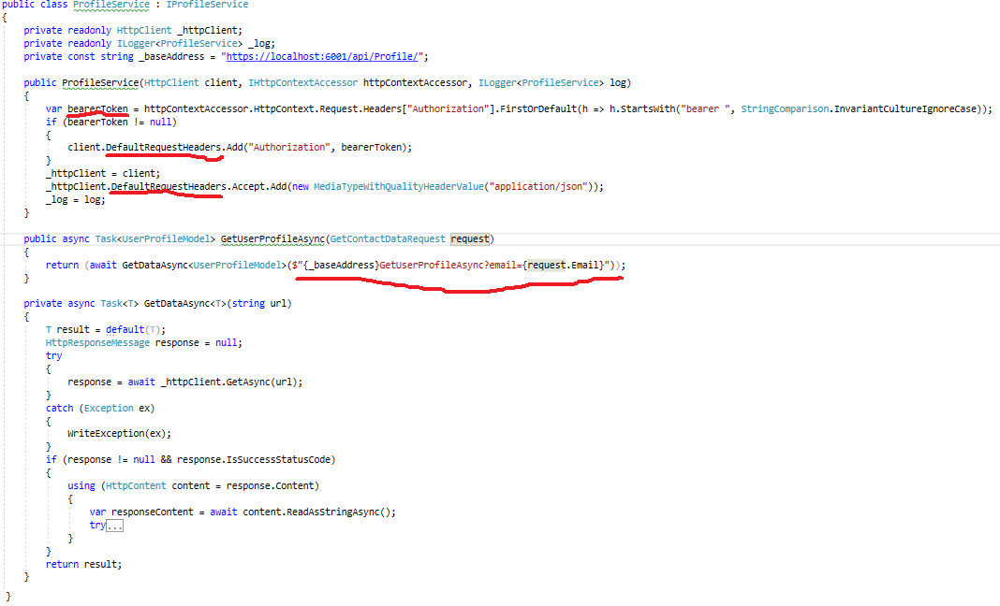 public class ProfileService : IProfileService
{
    private readonly HttpClient _httpClient;
    private readonly ILogger<ProfileService> _log;
    private const string _baseAddress = "https://localhost:6001/api/Profile/";

    public ProfileService(HttpClient client, IHttpContextAccessor httpContextAccessor, ILogger<ProfileService> log)
    {
        var bearerToken = httpContextAccessor.HttpContext.Request.Headers["Authorization"].FirstOrDefault(h => h.StartsWith("bearer ", StringComparison.InvariantCultureIgnoreCase));
        if (bearerToken != null)
        {
            client.DefaultRequestHeaders.Add("Authorization", bearerToken);
        }
        _httpClient = client;
        _httpClient.DefaultRequestHeaders.Accept.Add(new MediaTypeWithQualityHeaderValue("application/json"));
        _log = log;
    }

    public async Task<UserProfileModel> GetUserProfileAsync(GetContactDataRequest request)
    {
        return (await GetDataAsync<UserProfileModel>($"{_baseAddress}GetUserProfileAsync?email={request.Email}"));
    }

    private async Task<T> GetDataAsync<T>(string url)
    {
        T result = default(T);
        HttpResponseMessage response = null;
        try
        {
            response = await _httpClient.GetAsync(url);
        }
        catch (Exception ex)
        {
            WriteException(ex);
        }
        if (response != null && response.IsSuccessStatusCode)
        {
            using (HttpContent content = response.Content)
            {
                var responseContent = await content.ReadAsStringAsync();
                try...
            }
        }
        return result;
    }
}